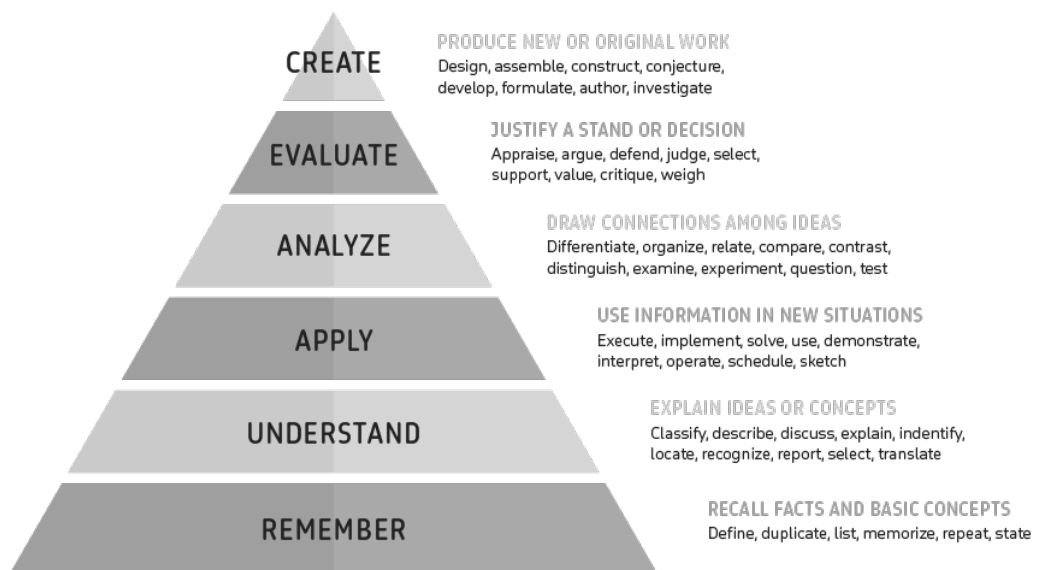 CREATE
PRODUCE NEW OR ORIGINAL WORK
Design, assemble, construct, conjecture,
develop, formulate, author, investigate
EVALUATE
JUSTIFY A STAND OR DECISION
Appraise, argue, defend, judge, select,
support, value, critique, weigh
ANALYZE
DRAW CONNECTIONS AMONG IDEAS
Differentiate, organize, relate, compare, contrast,
distinguish, examine, experiment, question, test
APPLY
USE INFORMATION IN NEW SITUATIONS
Execute, implement, solve, use, demonstrate,
interpret, operate, schedule, sketch
UNDERSTAND
EXPLAIN IDEAS OR CONCEPTS
Classify, describe, discuss, explain, indentify,
locate, recognize, report, select, translate
REMEMBER
RECALL FACTS AND BASIC CONCEPTS
Define, duplicate, list, memorize, repeat, state